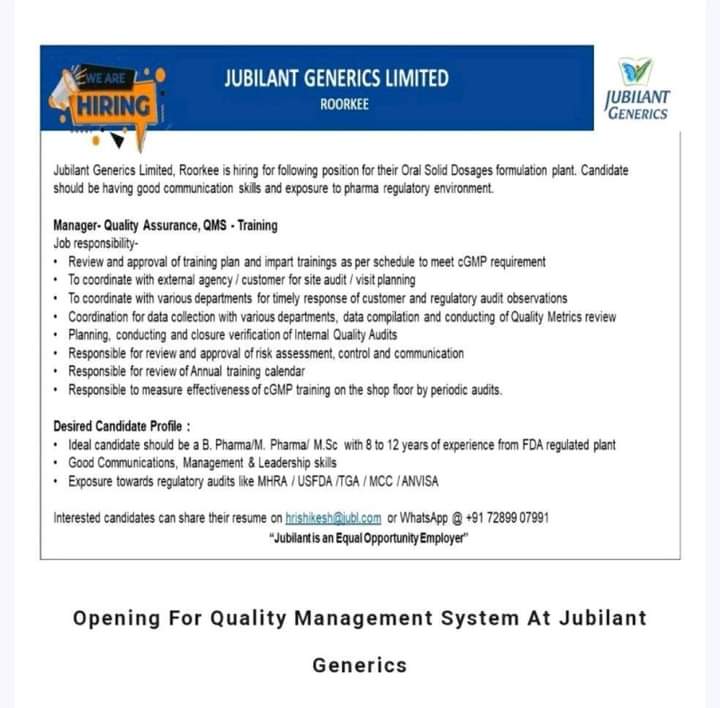 WE ARE
HIRING
JUBILANT GENERICS LIMITED
ROORKEE
JUBILANT
GENERICS
Jubilant Generics Limited, Roorkee is hiring for following position for their Oral Solid Dosages formulation plant. Candidate
should be having good communication skills and exposure to pharma regulatory environment.
Manager- Quality Assurance, QMS - Training
Job responsibility-
• Review and approval of training plan and impart trainings as per schedule to meet cGMP requirement
• To coordinate with external agency / customer for site audit / visit planning
• To coordinate with various departments for timely response of customer and regulatory audit observations
• Coordination for data collection with various departments, data compilation and conducting of Quality Metrics review
• Planning, conducting and closure verification of Internal Quality Audits
• Responsible for review and approval of risk assessment, control and communication
• Responsible for review of Annual training calendar
• Responsible to measure effectiveness of cGMP training on the shop floor by periodic audits.
Desired Candidate Profile :
• Ideal candidate should be a B. Pharma/M. Pharma/ M.Sc with 8 to 12 years of experience from FDA regulated plant
• Good Communications, Management & Leadership skills
• Exposure towards regulatory audits like MHRA / USFDA /TGA / MCC / ANVISA
Interested candidates can share their resume on hrishikesh@jubl.com or WhatsApp @ +91 72899 07991
"Jubilant is an Equal Opportunity Employer"
Opening For Quality Management System At Jubilant
Generics